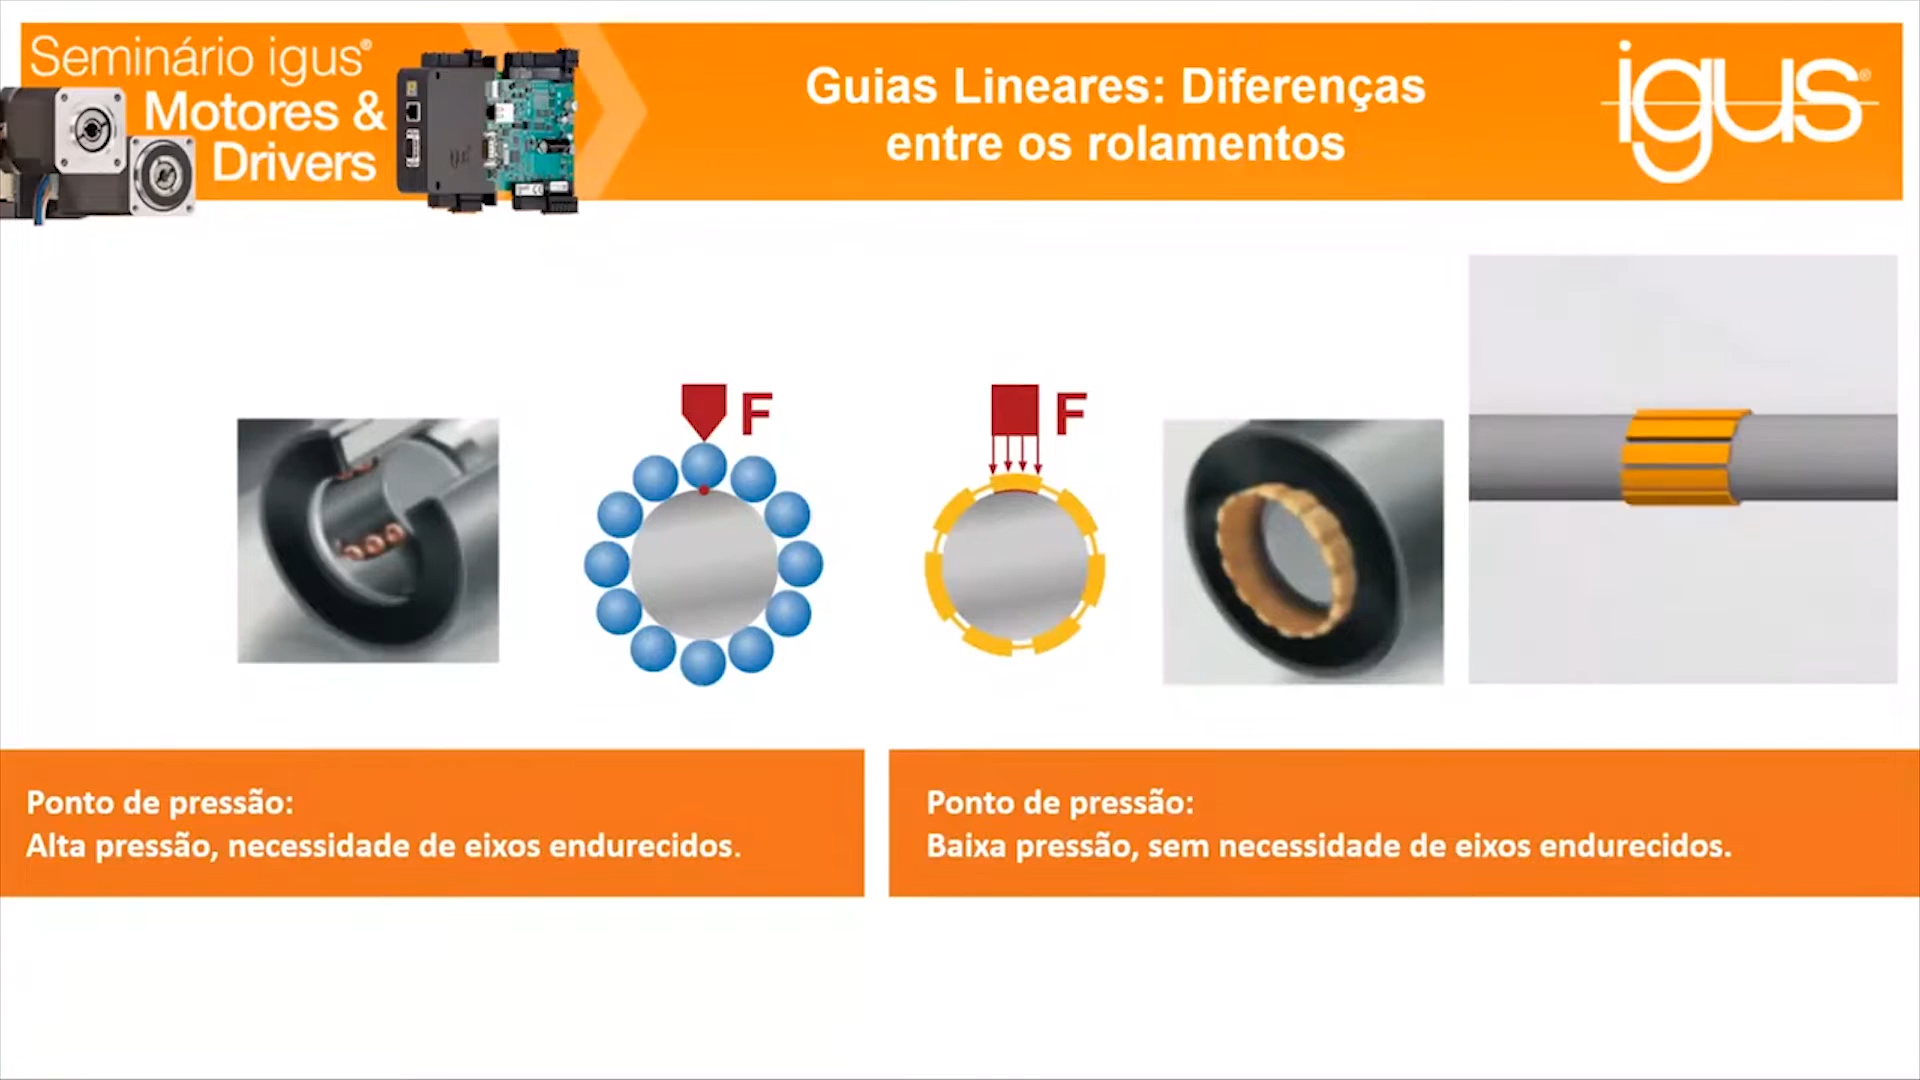 Seminário igus®
Motores &
Drivers
Guias Lineares: Diferenças
entre os rolamentos
igus®
F
F
Ponto de pressão:
Alta pressão, necessidade de eixos endurecidos.
Ponto de pressão:
Baixa pressão, sem necessidade de eixos endurecidos.